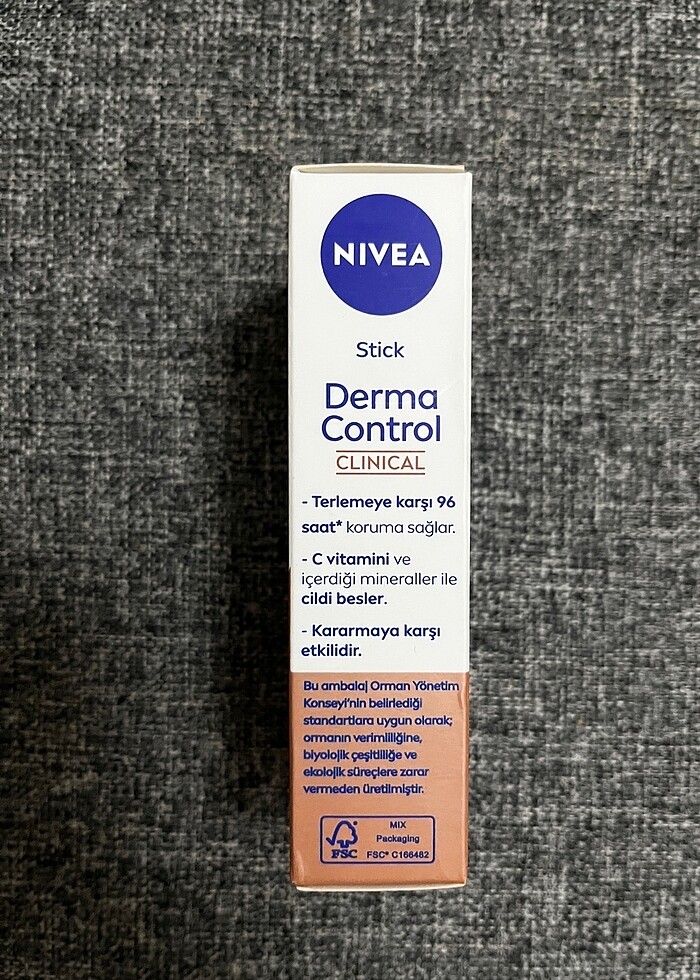 NIVEA
Stick
Derma
Control
CLINICAL
- Terlemeye karşı 96
saat* koruma sağlar.
- C vitamini ve
içerdiği mineraller ile
cildi besler.
- Kararmaya karşı
etkilidir.
Bu ambalaj Orman Yönetim
Konseyi'nin belirlediği
standartlara uygun olarak;
ormanın verimliliğine,
biyolojik çeşitliliğe ve
ekolojik süreçlere zarar
vermeden üretilmiştir.
MIX
Packaging
FSC FSC® C166482